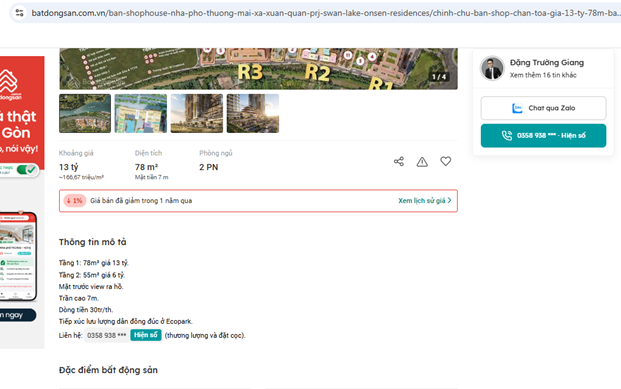 batdongsan.com.vn/ban-shophouse-nha-pho-thuong-mai-xa-xuan-quan-prj-swan-lake-onsen-residences/chinh-chu-ban-shop-chan-toa-gia-13-ty-78m-ba...
R3
R2
R1
1 / 4
dongsan
à thật
Gòn
o, nói vậy!
m ngay
Khoảng giá
Diện tích
Phòng ngủ
13 tỷ
78 m²
2 PN
~166,67 triệu/m²
Mặt tiền 7 m
↓ 1%
Giá bán đã giảm trong 1 năm qua
Xem lịch sử giá
Thông tin mô tả
Tầng 1: 78m² giá 13 tỷ.
Tầng 2: 55m² giá 6 tỷ.
Mặt trước view ra hồ.
Trần cao 7m.
Dòng tiền 30tr/th.
Tiếp xúc lưu lượng dân đông đúc ở Ecopark.
Liên hệ: 0358 938 *** Hiện số (thương lượng và đặt cọc).
Đặc điểm bất động sản
Đặng Trường Giang
Xem thêm 16 tin khác
Chat qua Zalo
0358 938 *** · Hiện số